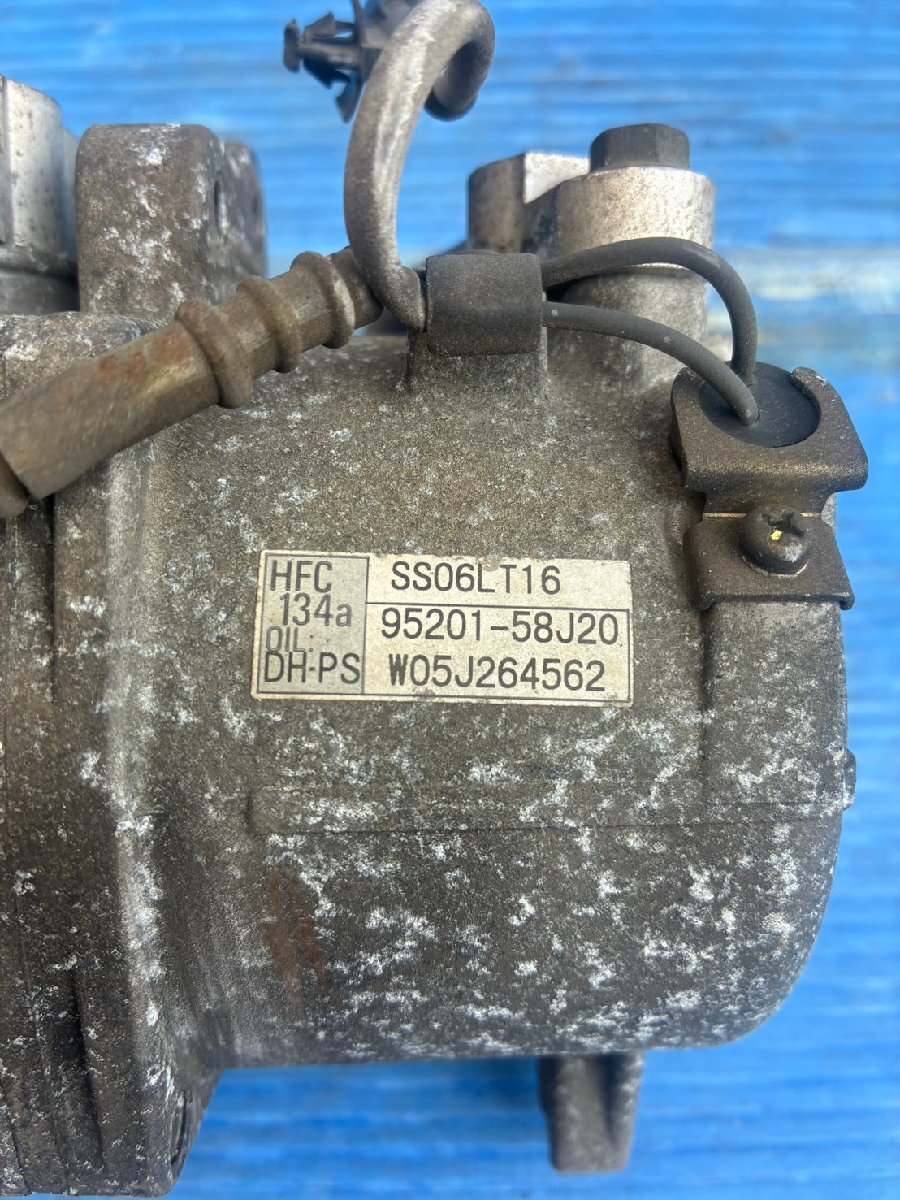 HFC
134a
OIL:
DH-PS
SS06LT16
95201-58J20
W05J264562